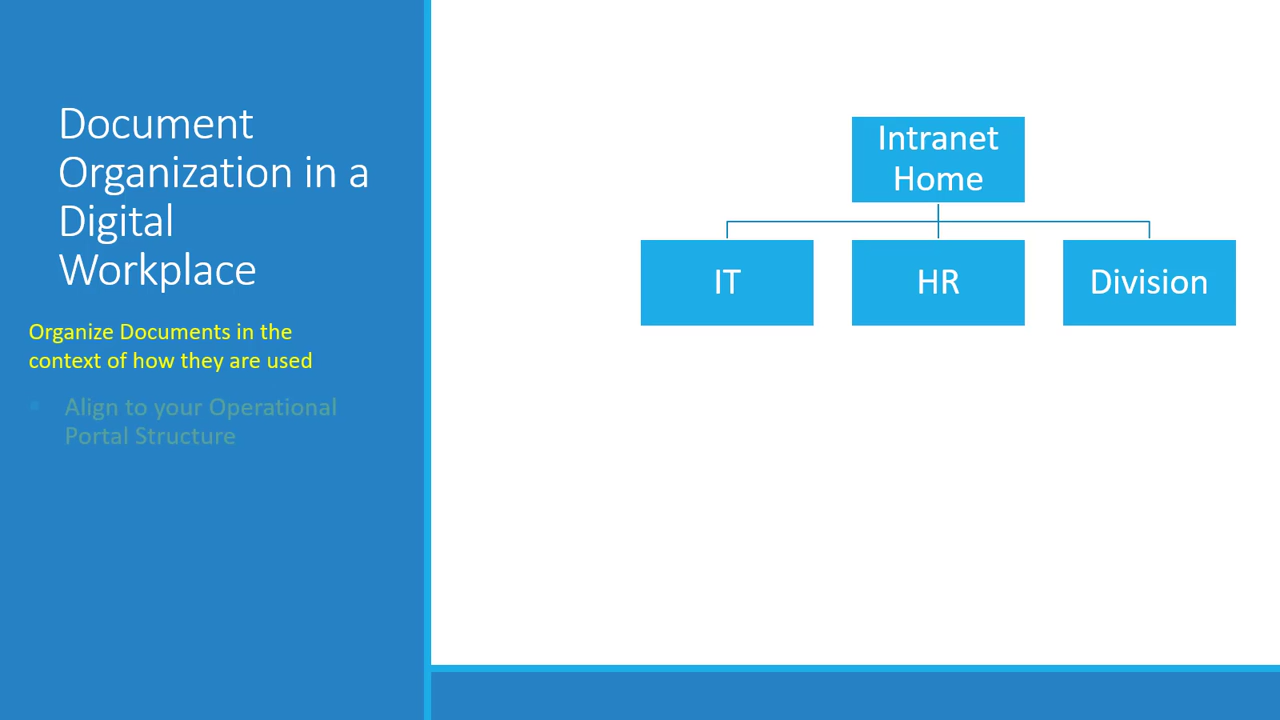 Document
Organization in a
Digital
Workplace
Organize Documents in the
context of how they are used
Align to your Operational
Portal Structure
Intranet
Home
IT
HR
Division